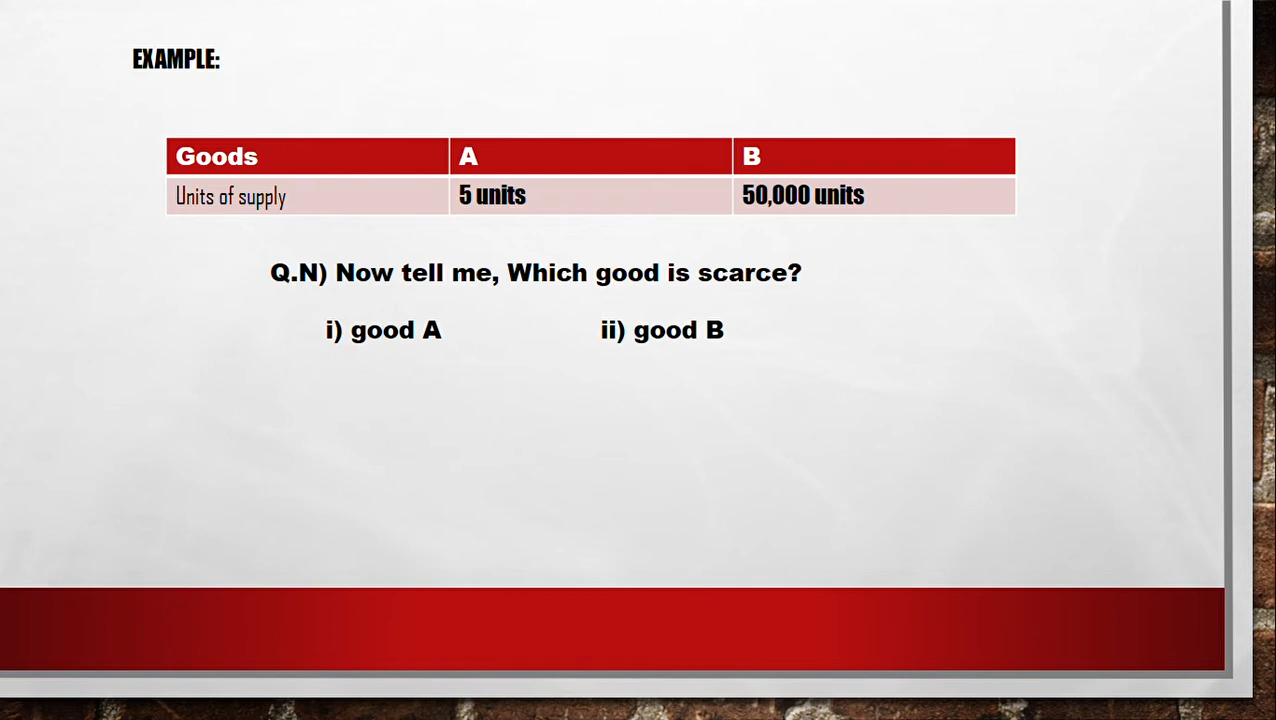 EXAMPLE:
Goods A B
Units of supply 5 units 50,000 units
Q.N) Now tell me, Which good is scarce?
i) good A ii) good B